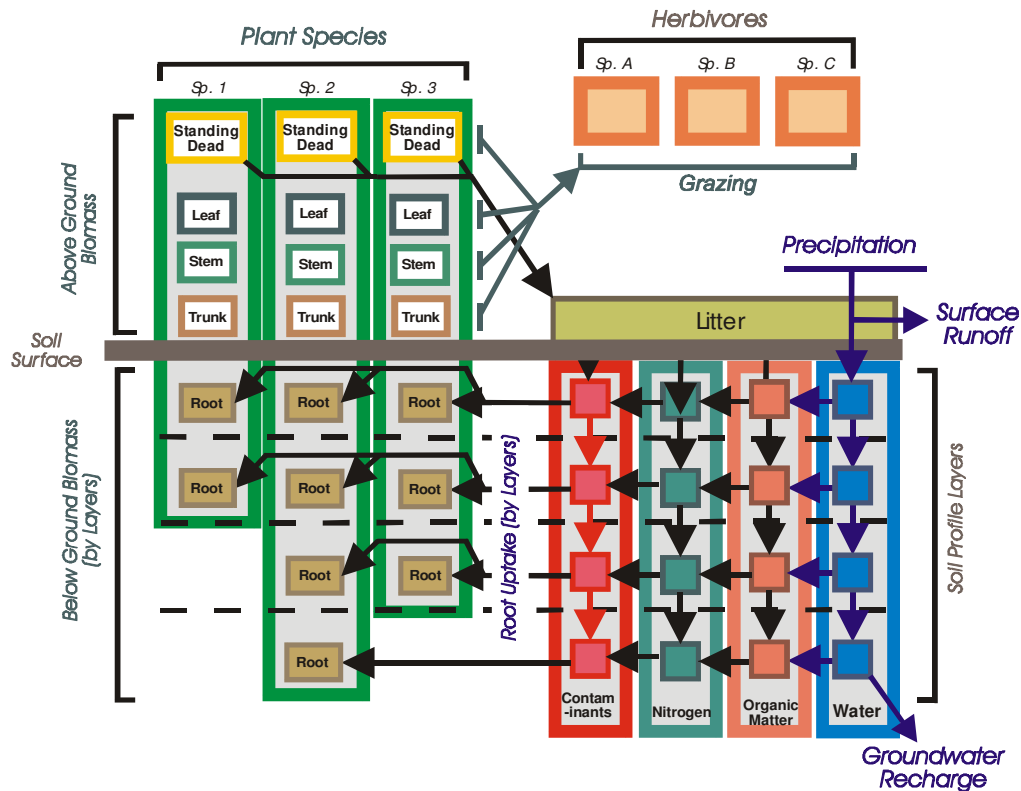 Plant Species
Herbivores
Sp. 1
Sp. 2
Sp. 3
Sp. A
Sp. B
Sp. C
Standing
Dead
Standing
Dead
Standing
Dead
Grazing
Above Ground
Biomass
Leaf
Leaf
Leaf
Stem
Stem
Stem
Trunk
Trunk
Trunk
Precipitation
Litter
Surface
Runoff
Soil
Surface
Below Ground Biomass
(by Layers)
Root
Root
Root
Root
Root
Root
Root
Root
Root
Root Uptake (by Layers)
Soil Profile Layers
Contam
-inants
Nitrogen
Organic
Matter
Water
Groundwater
Recharge